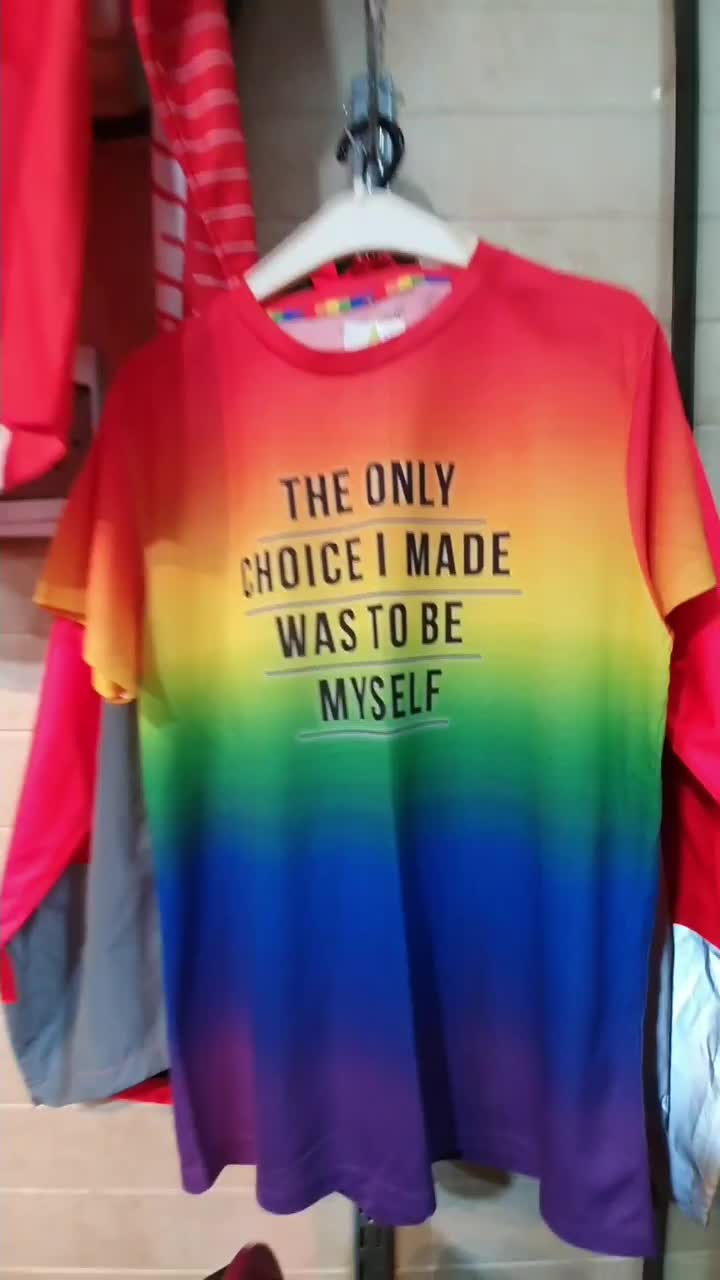 THE ONLY
CHOICE I MADE
WAS TO BE
MYSELF